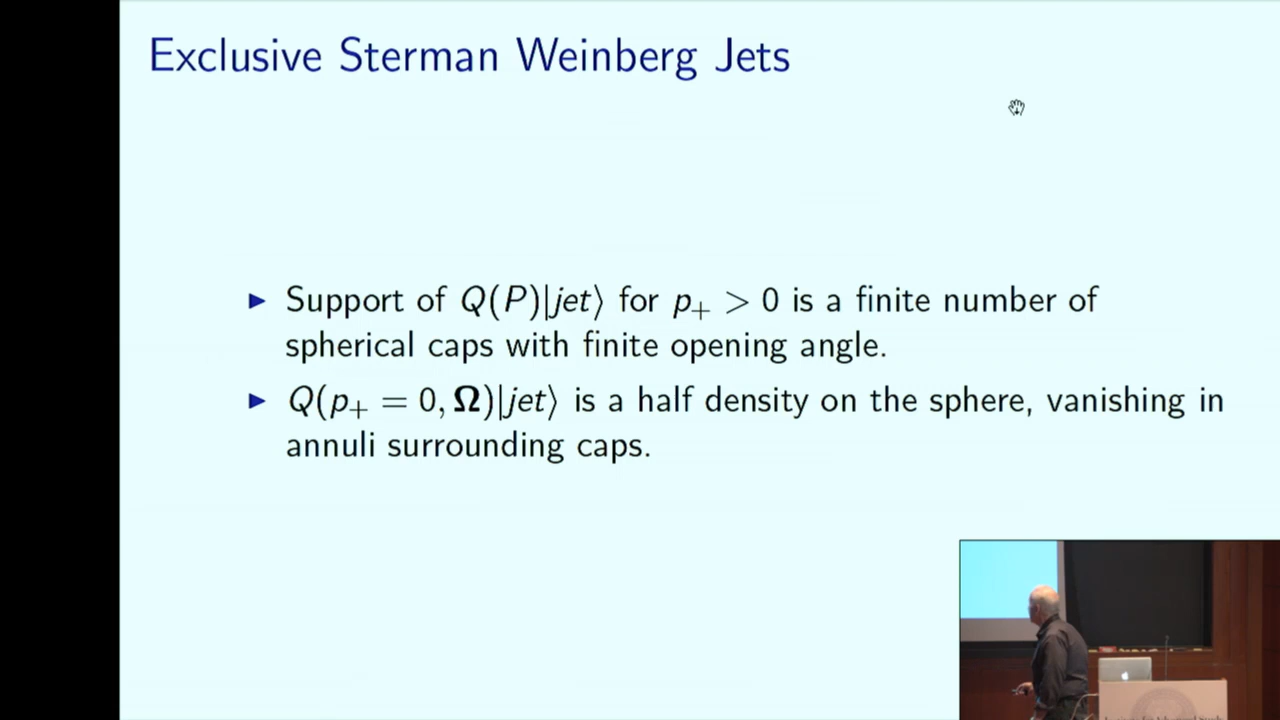 Exclusive Sterman Weinberg Jets
▶ Support of Q(P)|jet⟩ for p₊ > 0 is a finite number of
spherical caps with finite opening angle.
▶ Q(p₊ = 0, Ω)|jet⟩ is a half density on the sphere, vanishing in
annuli surrounding caps.